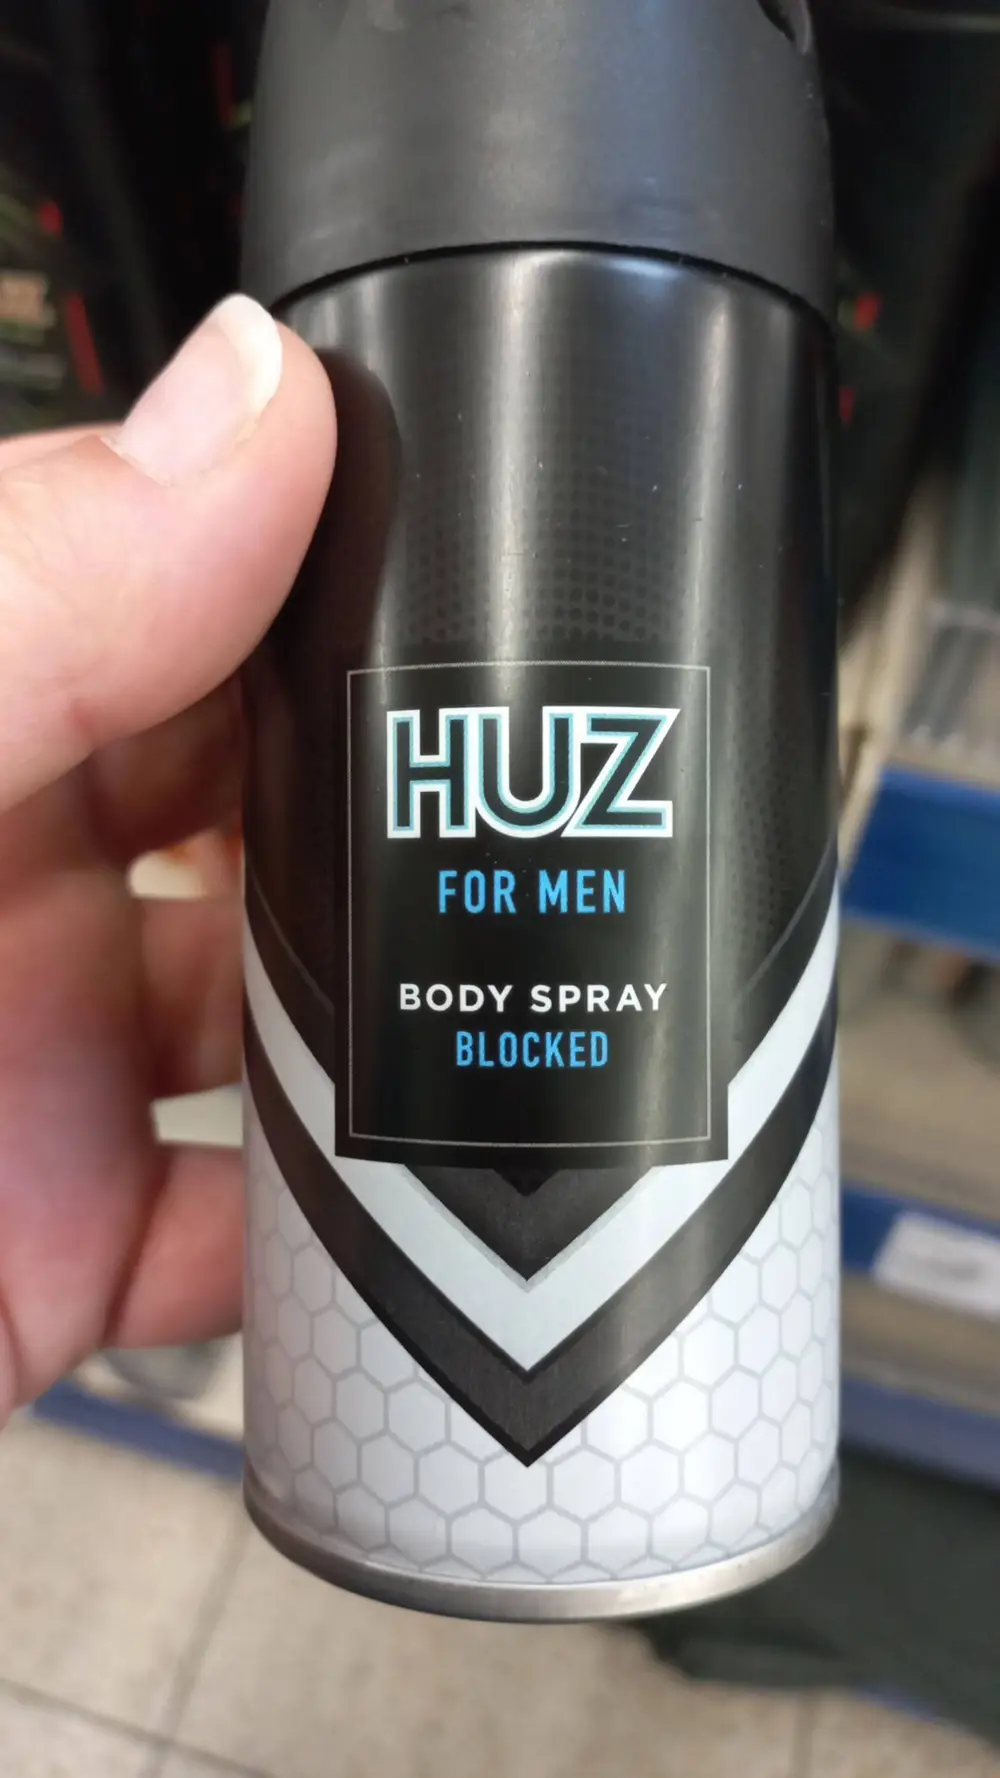 HUZ
FOR MEN
BODY SPRAY
BLOCKED